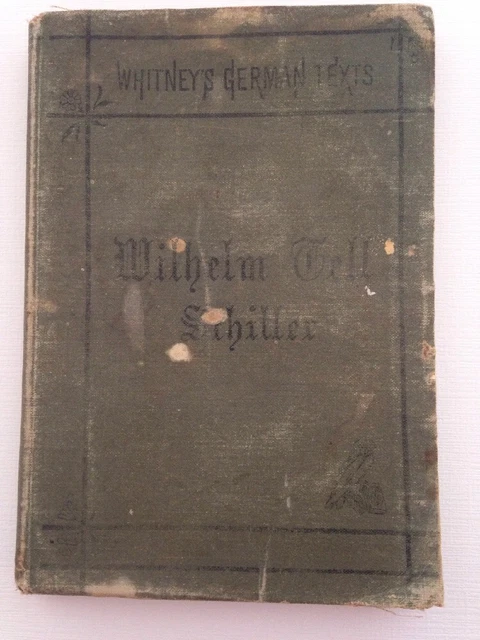 WHITNEY'S GERMAN TEXTS
Wilhelm Tell
Schiller